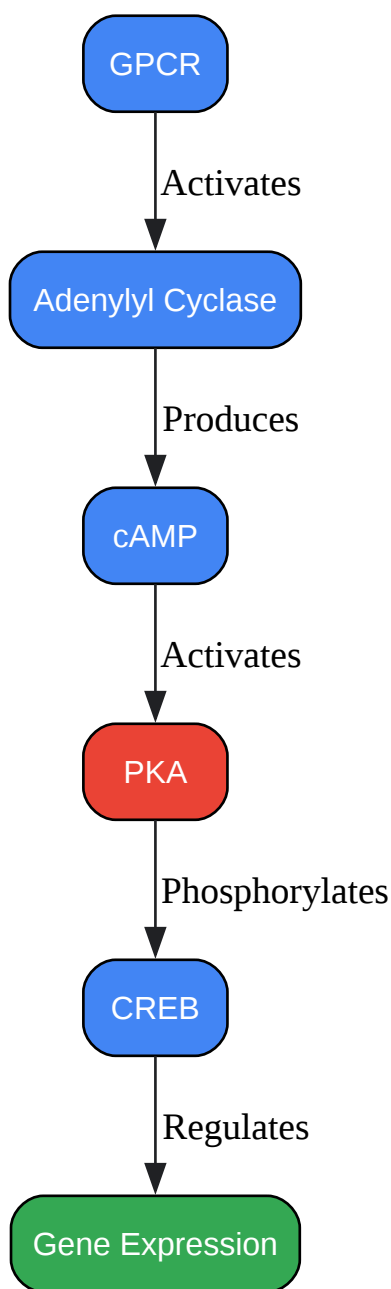 GPCR
Activates
Adenylyl Cyclase
Produces
cAMP
Activates
PKA
Phosphorylates
CREB
Regulates
Gene Expression